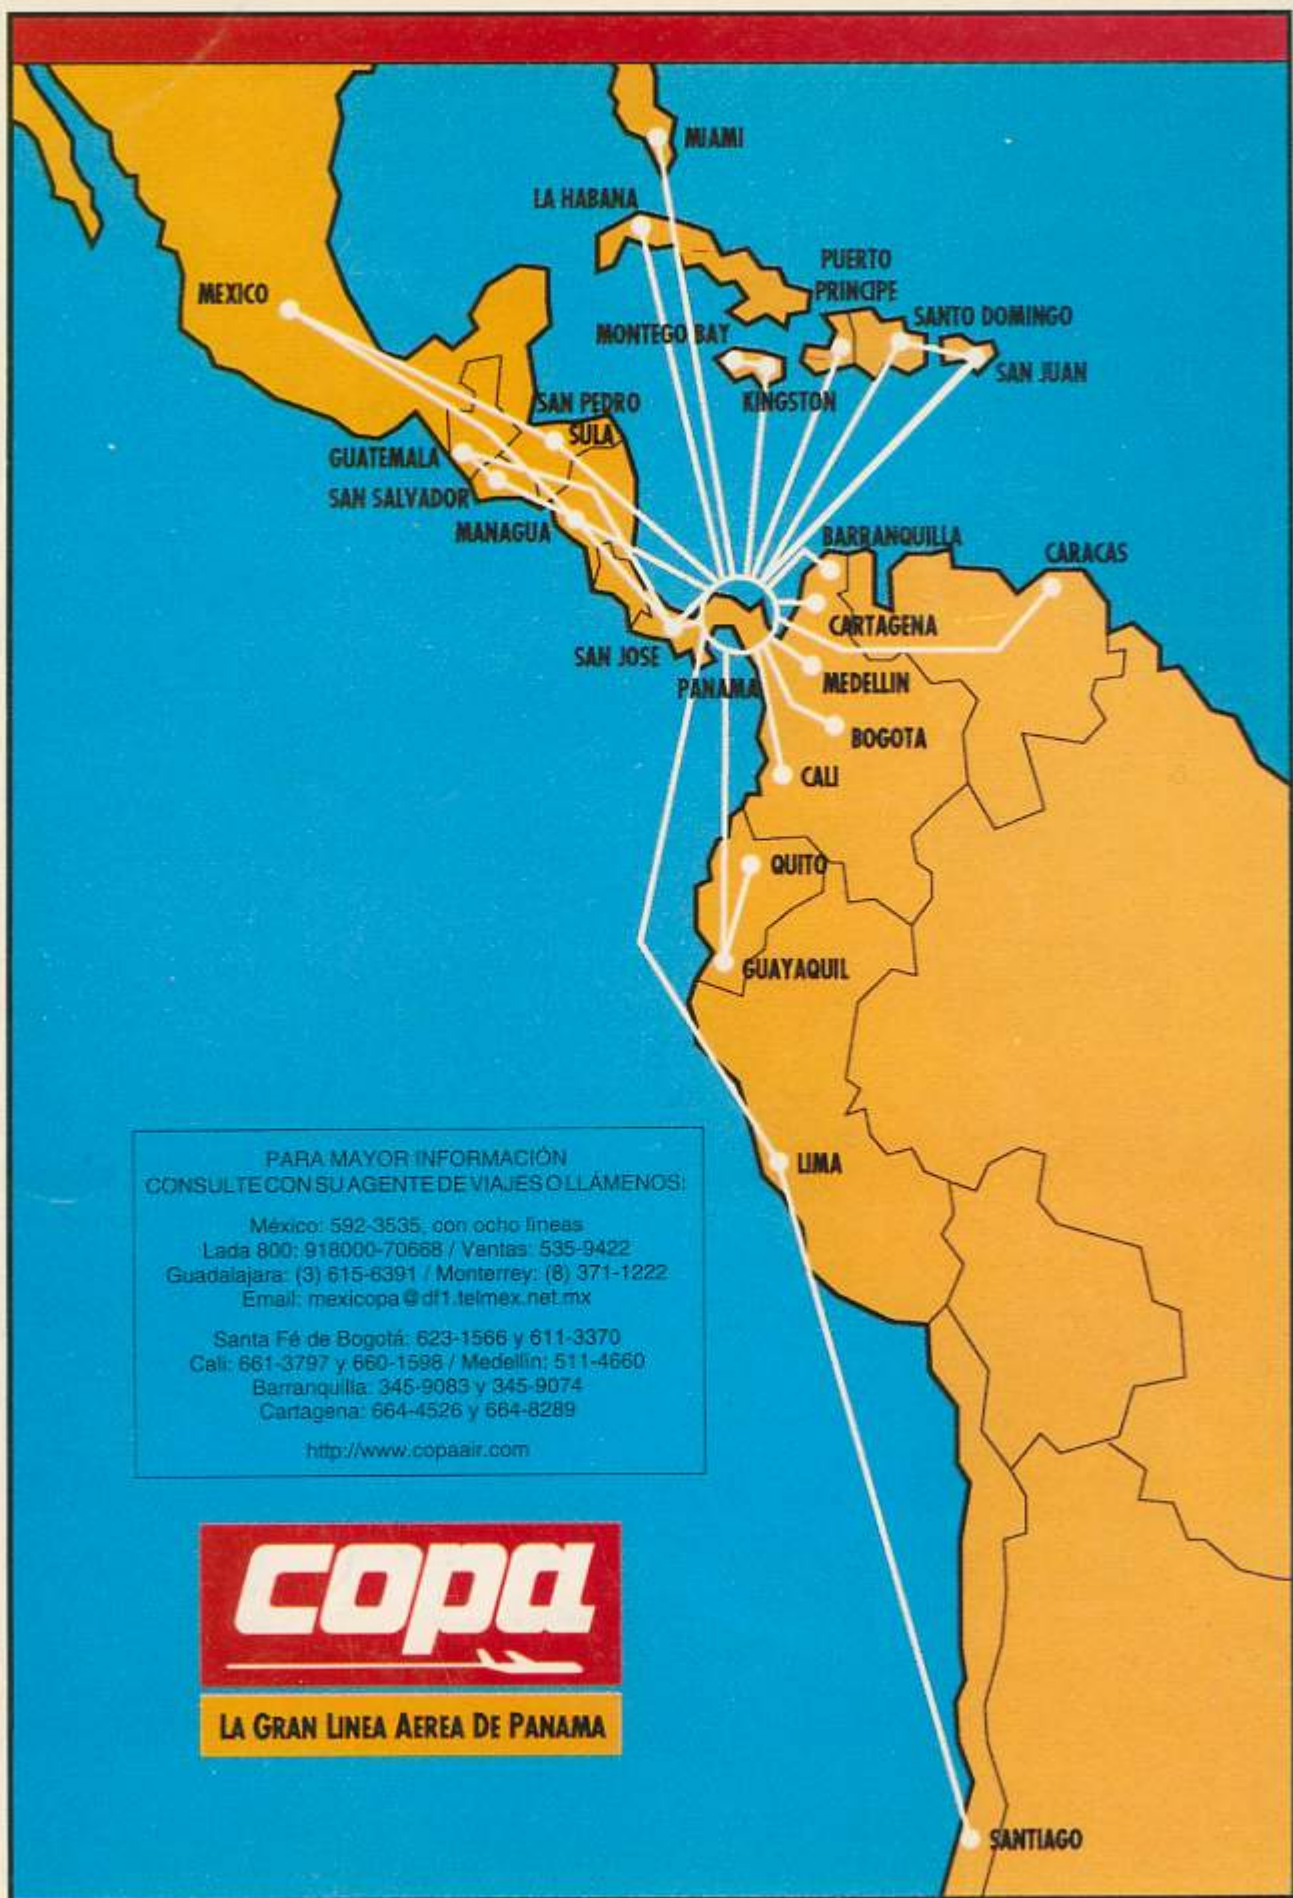 MIAMI
LA HABANA
PUERTO
PRINCIPE
MEXICO
SANTO DOMINGO
MONTEGO BAY
SAN JUAN
KINGSTON
SAN PEDRO
SULA
GUATEMALA
SAN SALVADOR
MANAGUA
BARRANQUILLA
CARACAS
CARTAGENA
SAN JOSE
PANAMA
MEDELLIN
BOGOTA
CALI
QUITO
GUAYAQUIL
LIMA
PARA MAYOR INFORMACIÓN
CONSULTE CON SU AGENTE DE VIAJES O LLÁMENOS:
México: 592-3535, con ocho líneas
Lada 800: 918000-70668 / Ventas: 535-9422
Guadalajara: (3) 615-6391 / Monterrey: (8) 371-1222
Email: mexicopa@df1.telmex.net.mx
Santa Fé de Bogotá: 623-1566 y 611-3370
Cali: 661-3797 y 660-1598 / Medellín: 511-4660
Barranquilla: 345-9083 y 345-9074
Cartagena: 664-4526 y 664-8289
http://www.copaair.com
copa
LA GRAN LINEA AEREA DE PANAMA
SANTIAGO